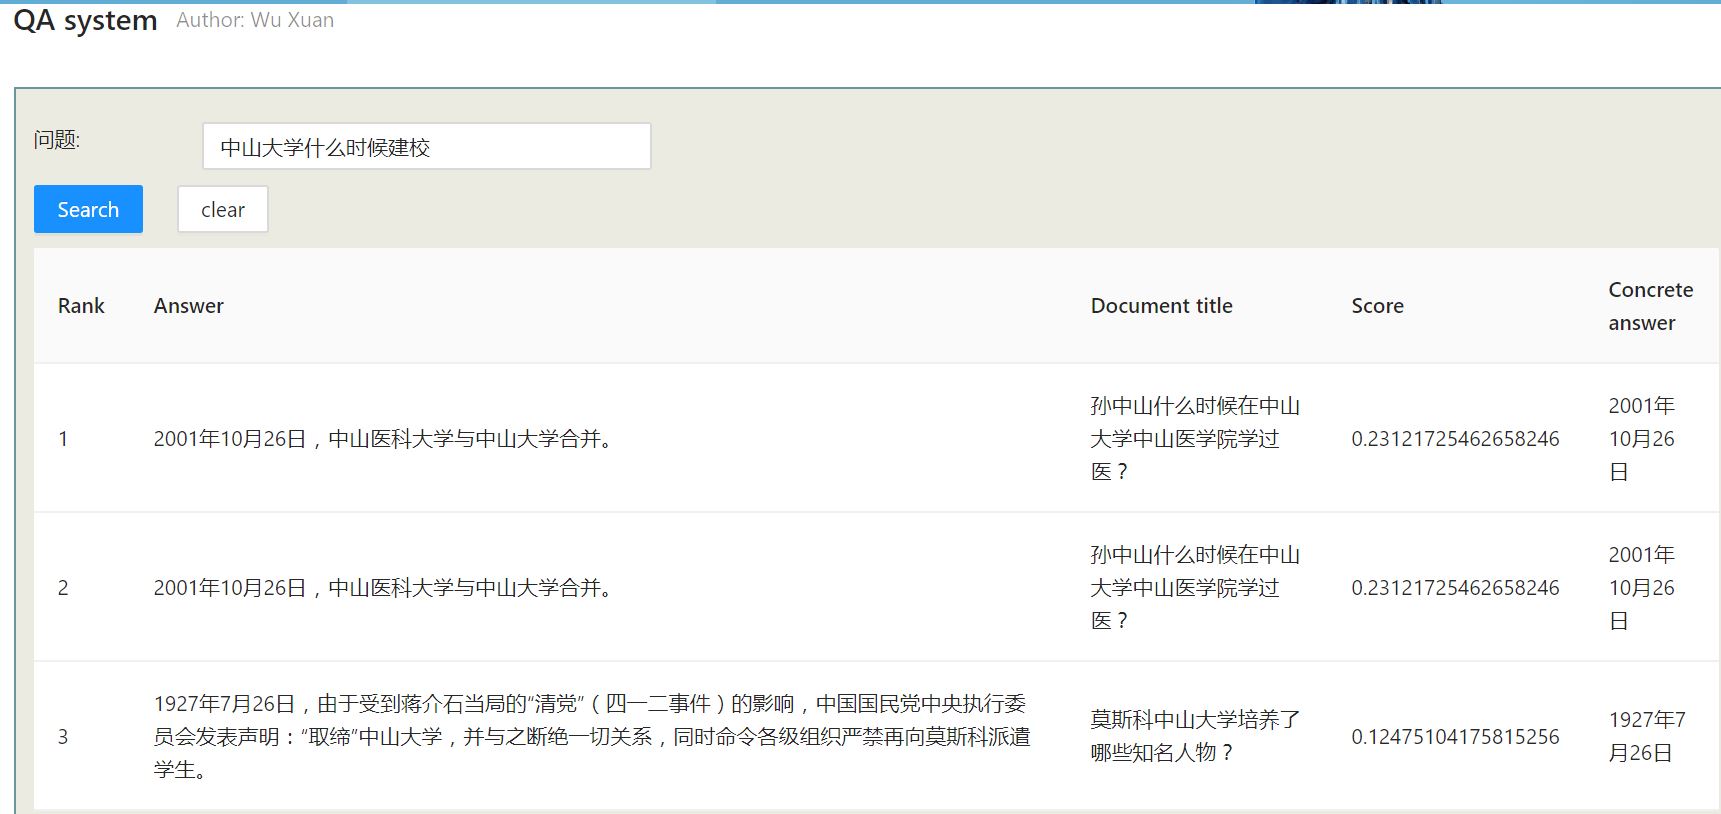 QA system Author: Wu Xuan
问题:
中山大学什么时候建校
Search clear
Rank Answer Document title Score Concrete
answer
1 2001年10月26日，中山医科大学与中山大学合并。 孙中山什么时候在中山
大学中山医学院学过
医？ 0.23121725462658246 2001年
10月26
日
2 2001年10月26日，中山医科大学与中山大学合并。 孙中山什么时候在中山
大学中山医学院学过
医？ 0.23121725462658246 2001年
10月26
日
3 1927年7月26日，由于受到蒋介石当局的“清党”（四一二事件）的影响，中国国民党中央执行委
员会发表声明：“取缔”中山大学，并与之断绝一切关系，同时命令各级组织严禁再向莫斯科派遣
学生。 莫斯科中山大学培养了
哪些知名人物？ 0.12475104175815256 1927年7
月26日